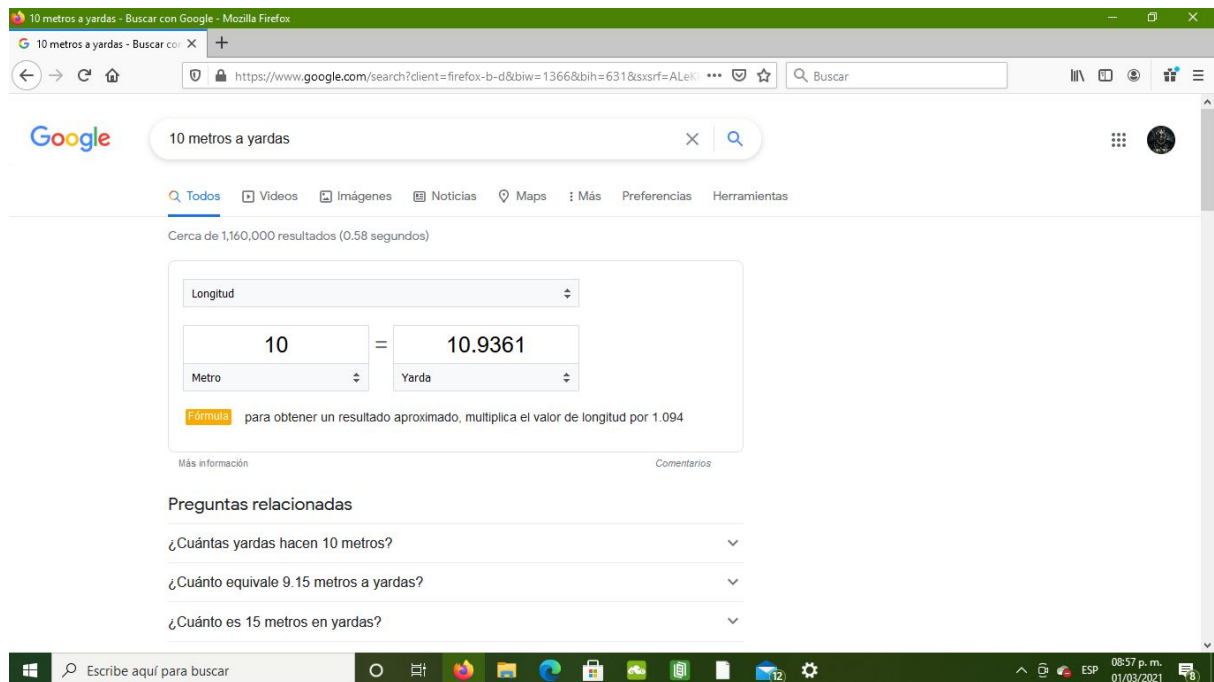 10 metros a yardas - Buscar con Google - Mozilla Firefox
10 metros a yardas - Buscar con
https://www.google.com/search?client=firefox-b-d&biw=1366&bih=631&sxsrf=ALeK
Buscar
Google
10 metros a yardas
Todos Videos Imágenes Noticias Maps Más Preferencias Herramientas
Cerca de 1,160,000 resultados (0.58 segundos)
Longitud
10 = 10.9361
Metro Yarda
Fórmula para obtener un resultado aproximado, multiplica el valor de longitud por 1.094
Más información Comentarios
Preguntas relacionadas
¿Cuántas yardas hacen 10 metros?
¿Cuánto equivale 9.15 metros a yardas?
¿Cuánto es 15 metros en yardas?
Escribe aquí para buscar
12
ESP
08:57 p. m.
01/03/2021
8